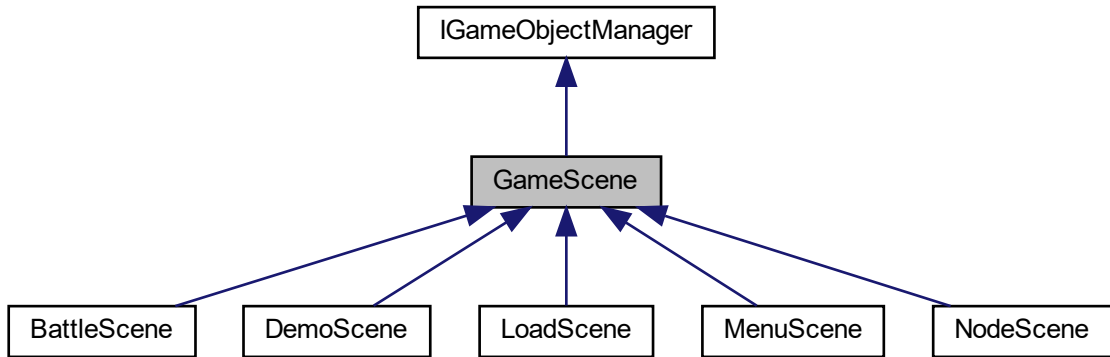 IGameObjectManager
GameScene
BattleScene
DemoScene
LoadScene
MenuScene
NodeScene